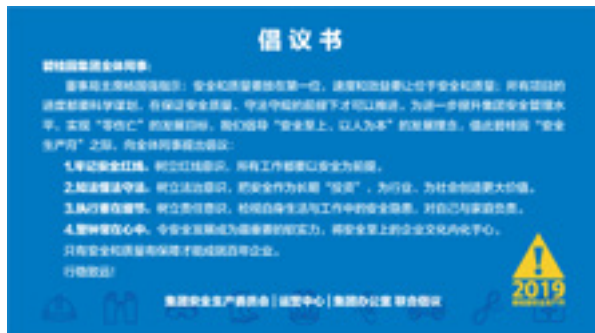 倡议书
碧桂园集团全体同事：
董事局主席杨国强指示：安全和质量要放在第一位，速度和效益要让位于安全和质量；所有项目的
进度都要科学谋划，在保证安全质量、守法守规的前提下才可以推进，为进一步提升集团安全管理水
平，实现“零伤亡”的发展目标，我们倡导“安全至上，以人为本”的发展理念，值此碧桂园“安全
生产月”之际，向全体同事提出倡议：
1.牢记安全红线。树立红线意识，所有工作都要以安全为前提。
2.知法懂法守法。树立法治意识，把安全作为长期“投资”，为行业、为社会创造更大价值。
3.执行重在细节。树立责任意识，检视自身生活与工作中的安全隐患，对自己与家庭负责。
4.警钟常在心中。令安全发展成为最重要的软实力，将安全至上的企业文化内化于心。
只有安全和质量有保障才能成就百年企业。
行稳致远！
集团安全生产委员会 | 运营中心 | 集团办公室 联合倡议
2019